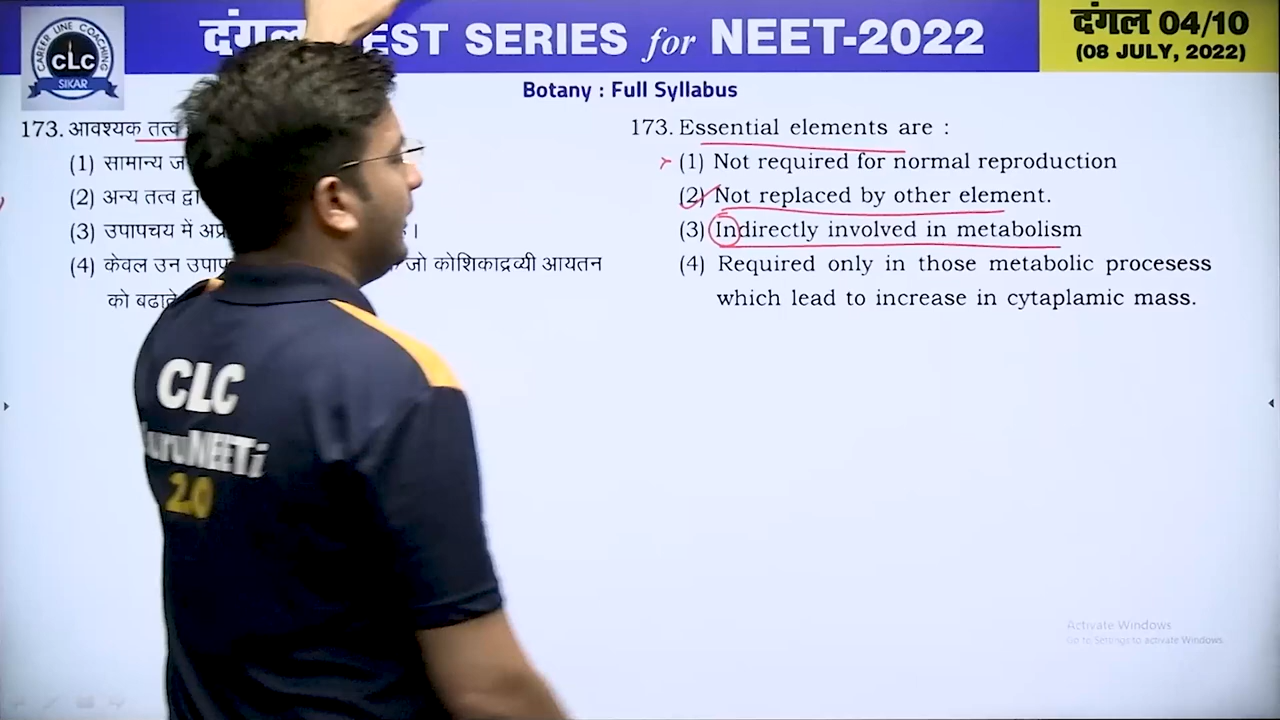 दंगल TEST SERIES for NEET-2022
दंगल 04/10
(08 JULY, 2022)
CAREER LINE COACHING
CLC
SIKAR
Botany : Full Syllabus
173. आवश्यक तत्व
(1) सामान्य
(2) अन्य तत्व
(3) उपापचय में
(4) केवल उन जो कोशिकाद्रव्यी आयतन
को बढाते
173. Essential elements are :
(1) Not required for normal reproduction
(2) Not replaced by other element.
(3) Indirectly involved in metabolism
(4) Required only in those metabolic procesess
which lead to increase in cytaplamic mass.
CLC
NEETi
2.0
Activate Windows
Go to Settings to activate Windows.